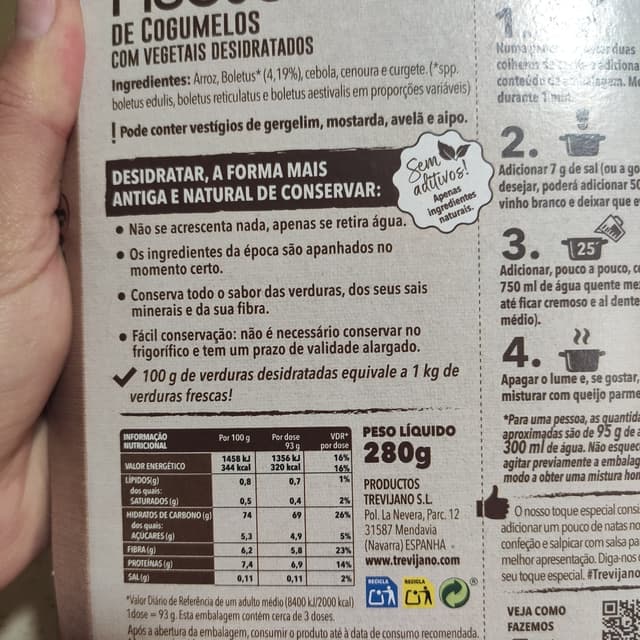 DE COGUMELOS
COM VEGETAIS DESIDRATADOS
Ingredientes: Arroz, Boletus* (4,19%), cebola, cenoura e curgete. (*spp.
boletus edulis, boletus reticulatus e boletus aestivalis em proporções variáveis)
! Pode conter vestígios de gergelim, mostarda, avelã e aipo.
DESIDRATAR, A FORMA MAIS
ANTIGA E NATURAL DE CONSERVAR:
Sem
aditivos!
Apenas
ingredientes
naturais.
• Não se acrescenta nada, apenas se retira água.
• Os ingredientes da época são apanhados no
momento certo.
• Conserva todo o sabor das verduras, dos seus sais
minerais e da sua fibra.
• Fácil conservação: não é necessário conservar no
frigorífico e tem um prazo de validade alargado.
100 g de verduras desidratadas equivale a 1 kg de
verduras frescas!
INFORMAÇÃO NUTRICIONAL Por 100 g Por dose 93 g VDR* por dose
VALOR ENERGÉTICO 1458 kJ 1356 kJ 16%
344 kcal 320 kcal 16%
LÍPIDOS(g) 0,8 0,7 1%
dos quais:
SATURADOS (g) 0,5 0,4 2%
HIDRATOS DE CARBONO (g) 74 69 26%
dos quais:
AÇUCARES (g) 5,3 4,9 5%
FIBRA (g) 6,2 5,8 23%
PROTEÍNAS (g) 7,4 6,9 14%
SAL (g) 0,11 0,11 2%
*Valor Diário de Referência de um adulto médio (8400 kJ/2000 kcal)
1 dose = 93 g. Esta embalagem contém cerca de 3 doses.
Após a abertura da embalagem, consumir o produto até à data de consumo recomendada.
PESO LÍQUIDO
280g
PRODUCTOS
TREVIJANO S.L.
Pol. La Nevera, Parc. 12
31587 Mendavia
(Navarra) ESPANHA
www.trevijano.com
RECICLA RECICLA
1.
duas
colheres
conteúdo
durante 1 min.
2.
Adicionar 7 g de sal (ou a go
desejar, poderá adicionar 50
vinho branco e deixar que e
3.
25'
Adicionar, pouco a pouco, c
750 ml de água quente me
até ficar cremoso e al dente
médio).
4.
Apagar o lume e, se gostar,
misturar com queijo parme
*Para uma pessoa, as quantida
aproximadas são de 95 g de a
300 ml de água. Não esquec
agitar previamente a embalag
modo a obter uma mistura hom
O nosso toque especial consi
adicionar um pouco de natas no
confeção e salpicar com salsa pa
melhor apresentação. Diga-nos
seu toque especial. #Trevijano
VEJA COMO
FAZEMOS